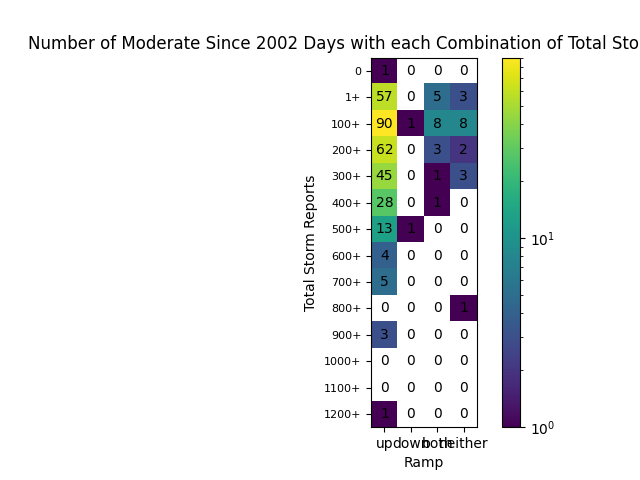 Number of Moderate Since 2002 Days with each Combination of Total Sto
0 1 0 0 0
1+ 57 0 5 3
100+ 90 1 8 8
200+ 62 0 3 2
300+ 45 0 1 3
400+ 28 0 1 0
500+ 13 1 0 0
600+ 4 0 0 0
700+ 5 0 0 0
800+ 0 0 0 1
900+ 3 0 0 0
1000+ 0 0 0 0
1100+ 0 0 0 0
1200+ 1 0 0 0
up down both neither
Ramp
Total Storm Reports
10¹
10⁰